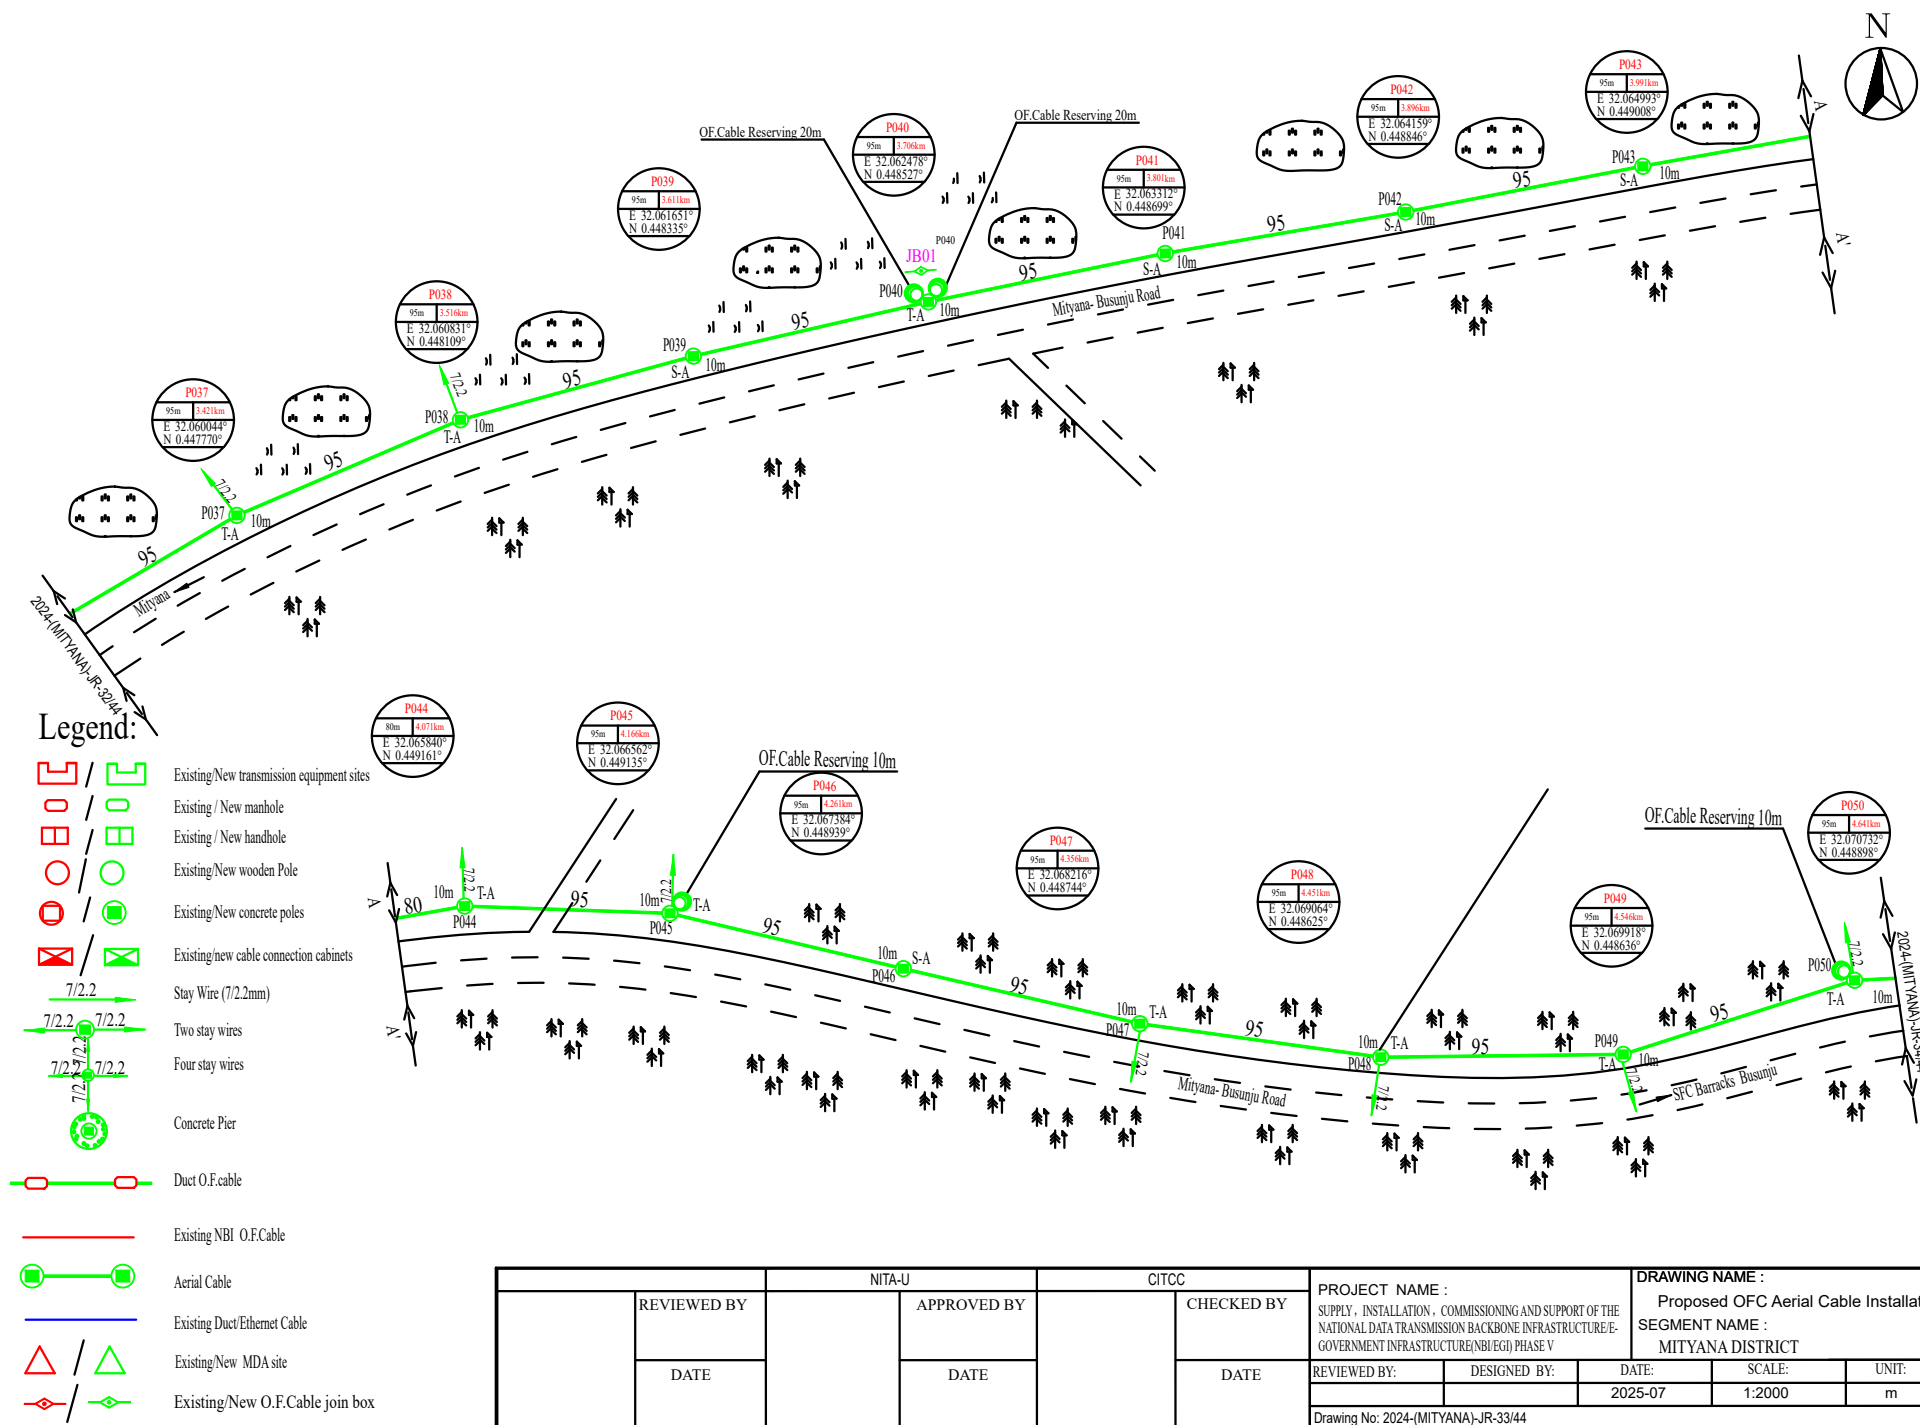 N
P043
95m 3.991km
E 32.064993°
N 0.449008°
P042
95m 3.896km
E 32.064159°
N 0.448846°
P041
95m 3.801km
E 32.063312°
N 0.448699°
P040
95m 3.706km
E 32.062478°
N 0.448527°
P039
95m 3.611km
E 32.061651°
N 0.448335°
P038
95m 3.516km
E 32.060831°
N 0.448109°
P037
95m 3.421km
E 32.060044°
N 0.447770°
OF.Cable Reserving 20m
OF.Cable Reserving 20m
JB01
P040
P037
T-A
10m
7/2.2
95
P038
T-A
10m
7/2.2
95
P039
S-A
10m
95
P040
T-A
10m
95
P041
S-A
10m
95
P042
S-A
10m
95
P043
S-A
10m
95
A
A'
Mityana- Busunju Road
Mityana
2024-(MITYANA)-JR-32/44
P044
80m 4.071km
E 32.065840°
N 0.449161°
P045
95m 4.166km
E 32.066562°
N 0.449135°
P046
95m 4.261km
E 32.067384°
N 0.448939°
P047
95m 4.356km
E 32.068216°
N 0.448744°
P048
95m 4.451km
E 32.069064°
N 0.448625°
P049
95m 4.546km
E 32.069918°
N 0.448636°
P050
95m 4.641km
E 32.070732°
N 0.448898°
OF.Cable Reserving 10m
OF.Cable Reserving 10m
A
A'
80
10m
7/2.2
T-A
P044
95
10m
7/2.2
T-A
P045
95
10m
S-A
P046
95
10m
T-A
P047
7/2.2
95
10m
T-A
P048
7/2.2
95
P049
T-A
10m
7/2.2
95
P050
T-A
10m
7/2.2
Mityana- Busunju Road
SFC Barracks Busunju
Legend:
Existing/New transmission equipment sites
Existing / New manhole
Existing / New handhole
Existing/New wooden Pole
Existing/New concrete poles
Existing/new cable connection cabinets
7/2.2
Stay Wire (7/2.2mm)
7/2.2 7/2.2
Two stay wires
7/2.2
7/2.2 7/2.2
Four stay wires
7/2.2
Concrete Pier
Duct O.F.cable
Existing NBI O.F.Cable
Aerial Cable
Existing Duct/Ethernet Cable
Existing/New MDA site
Existing/New O.F.Cable join box
NITA-U
CITCC
REVIEWED BY
APPROVED BY
CHECKED BY
DATE
DATE
DATE
PROJECT NAME :
SUPPLY, INSTALLATION, COMMISSIONING AND SUPPORT OF THE
NATIONAL DATA TRANSMISSION BACKBONE INFRASTRUCTURE/E-
GOVERNMENT INFRASTRUCTURE(NBI/EGI) PHASE V
DRAWING NAME :
Proposed OFC Aerial Cable Installat
SEGMENT NAME :
MITYANA DISTRICT
REVIEWED BY:
DESIGNED BY:
DATE:
SCALE:
UNIT:
2025-07
1:2000
m
Drawing No: 2024-(MITYANA)-JR-33/44